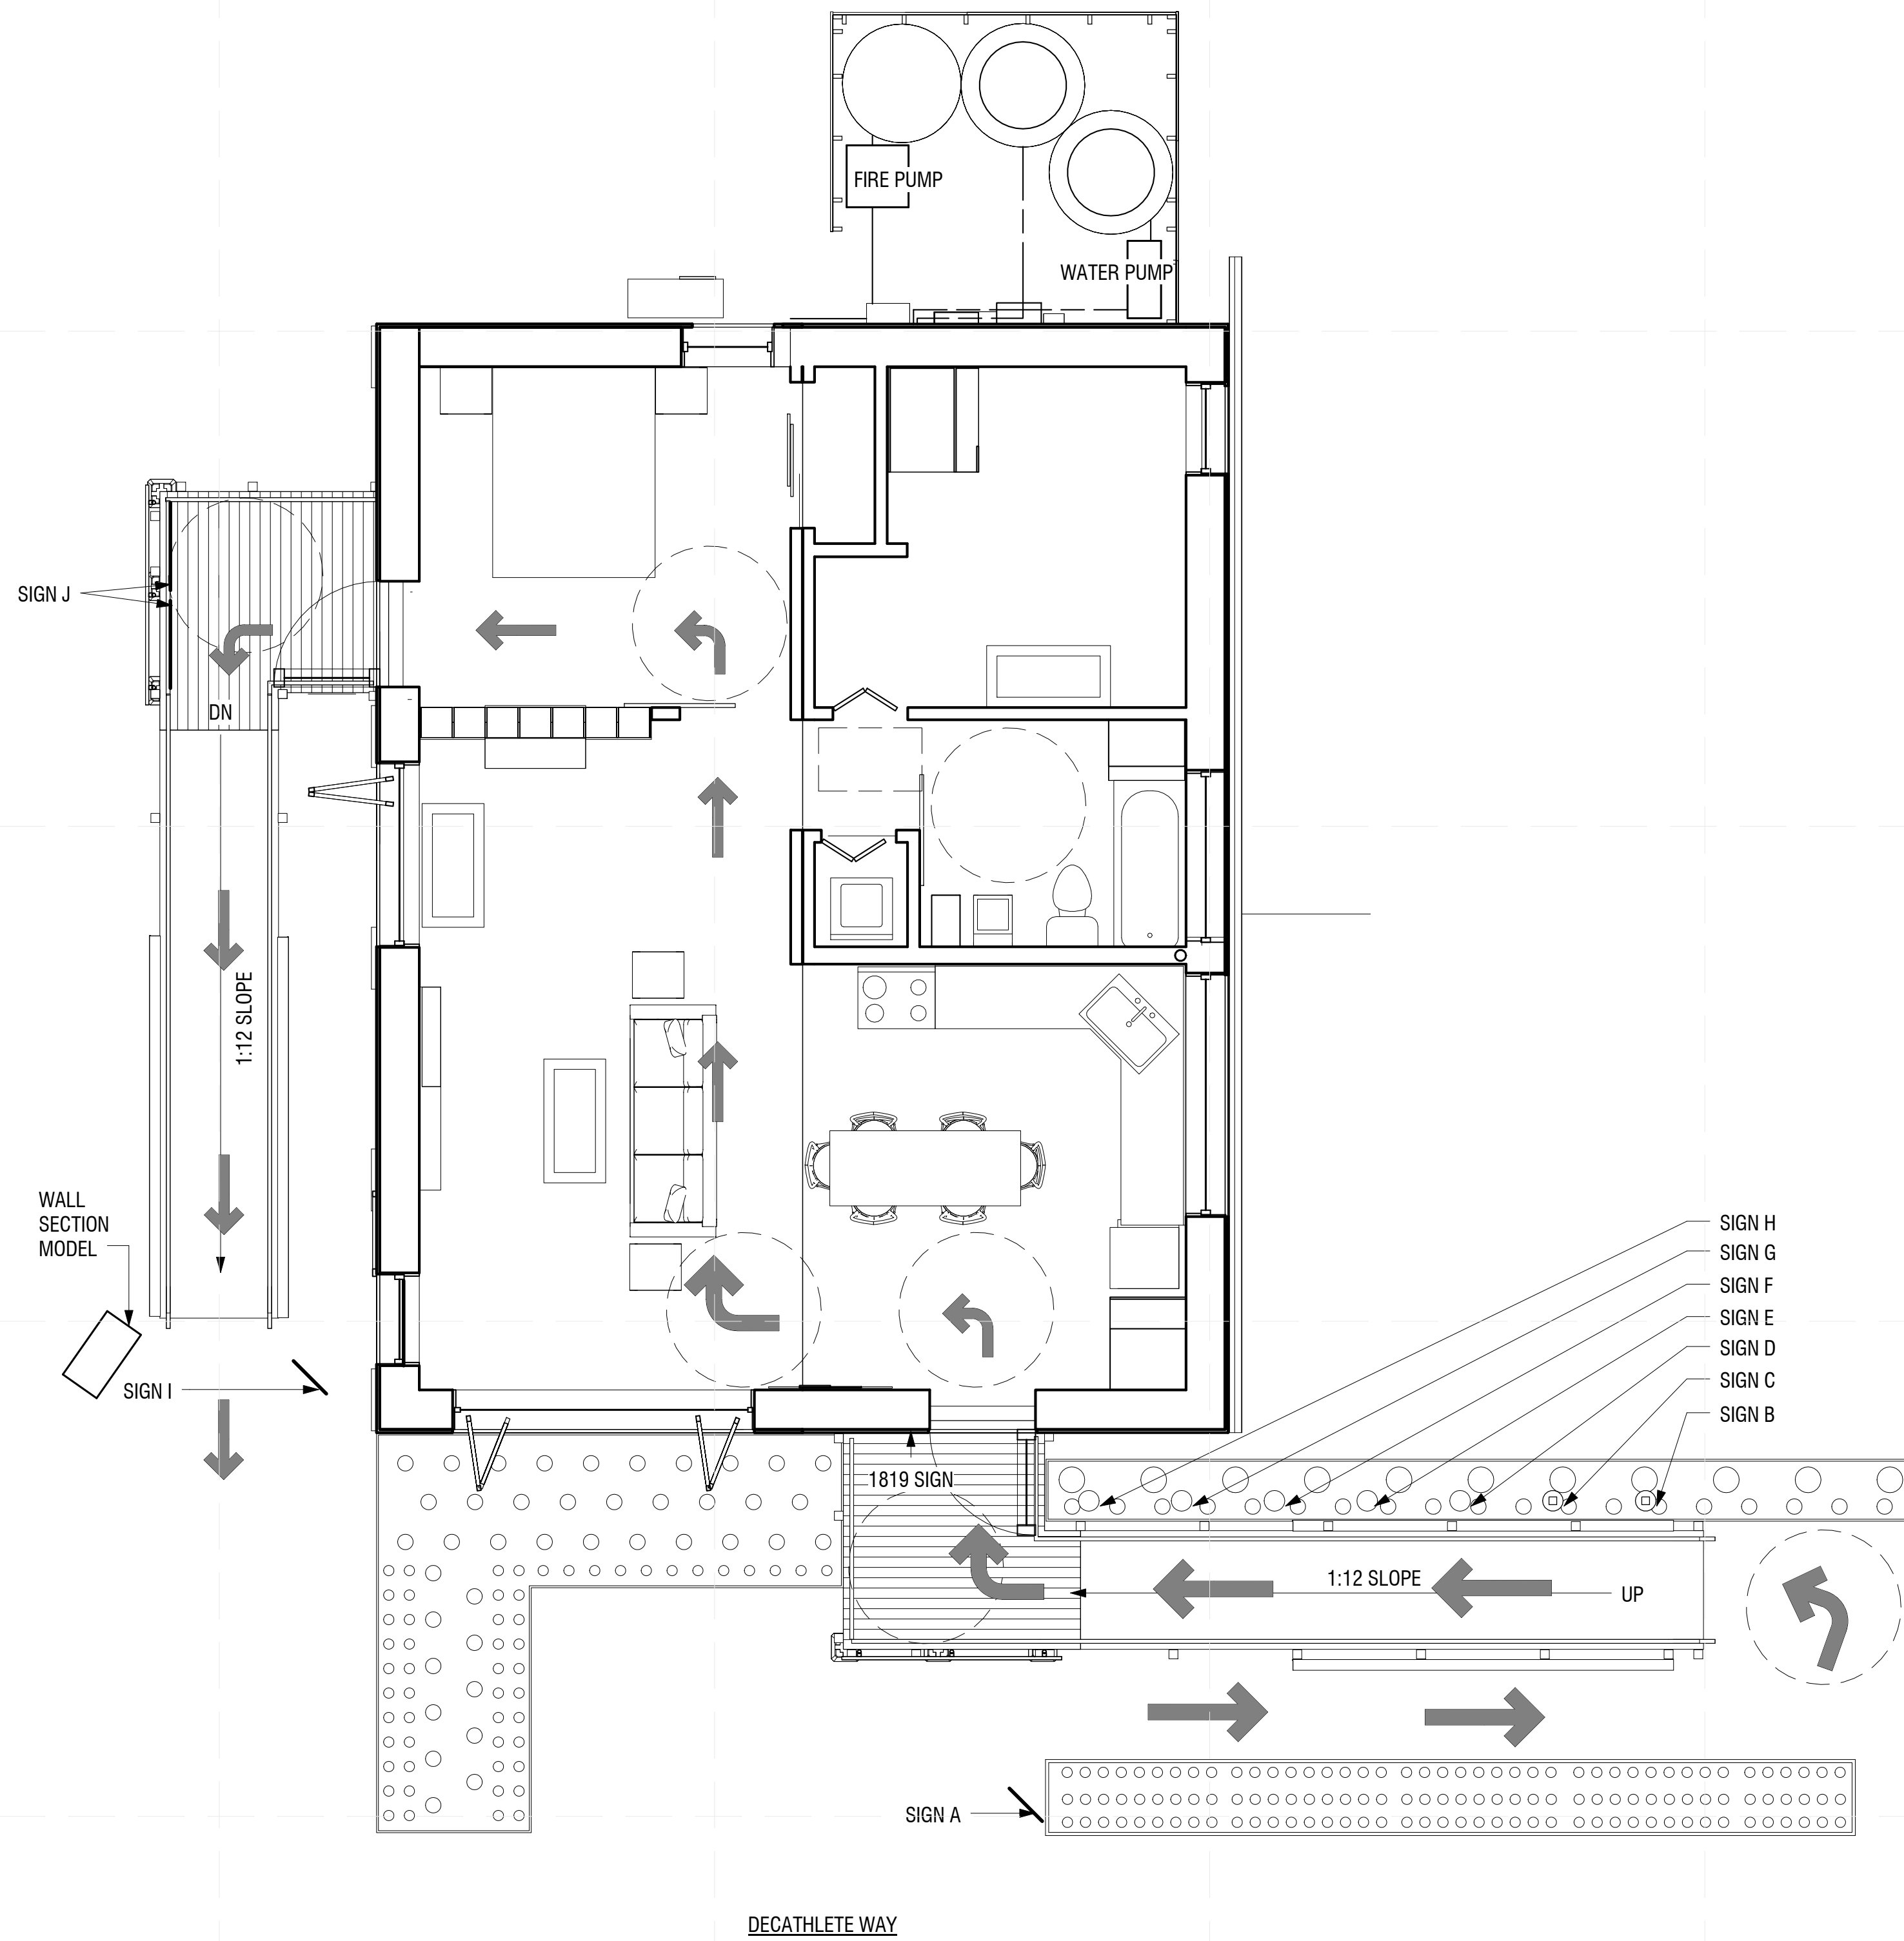 FIRE PUMP
WATER PUMP
SIGN J
DN
1:12 SLOPE
WALL
SECTION
MODEL
SIGN I
SIGN H
SIGN G
SIGN F
SIGN E
SIGN D
SIGN C
SIGN B
1819 SIGN
1:12 SLOPE
UP
SIGN A
DECATHLETE WAY